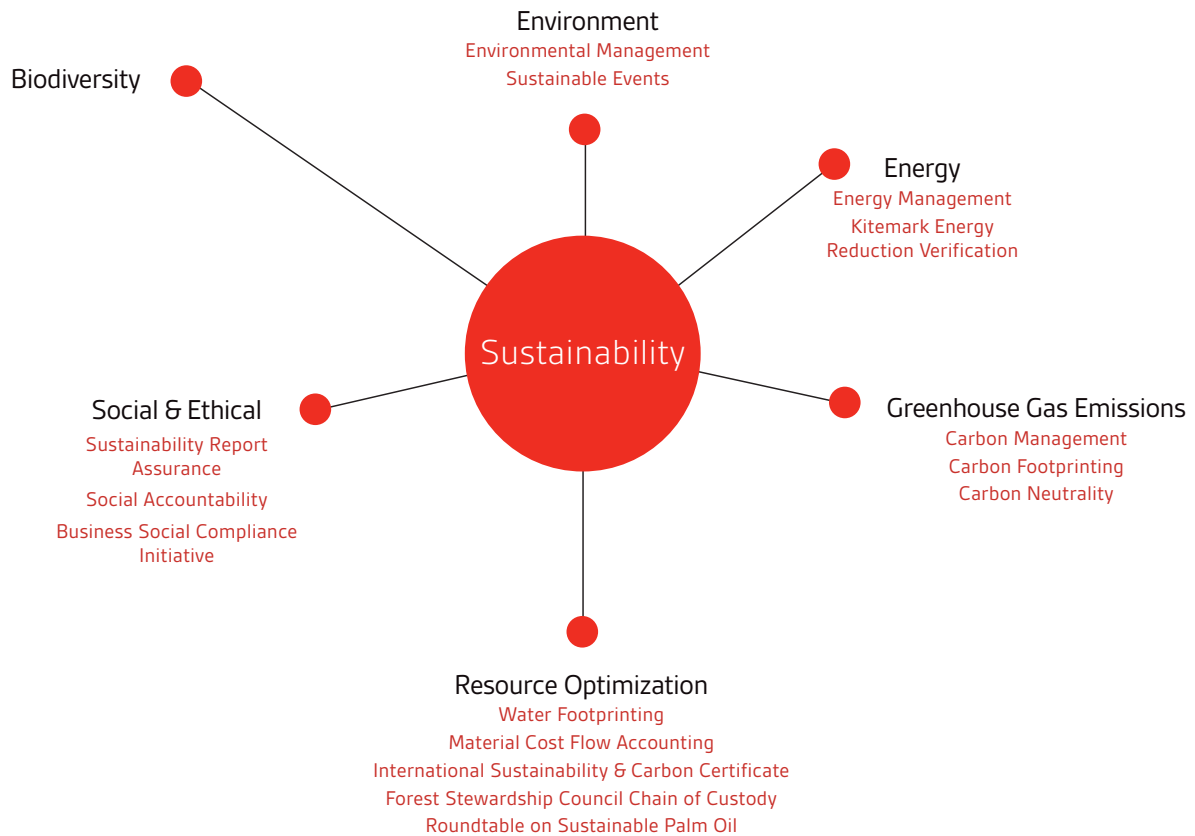 Environment
Environmental Management
Sustainable Events
Biodiversity
Energy
Energy Management
Kitemark Energy
Reduction Verification
Sustainability
Social & Ethical
Sustainability Report
Assurance
Social Accountability
Business Social Compliance
Initiative
Greenhouse Gas Emissions
Carbon Management
Carbon Footprinting
Carbon Neutrality
Resource Optimization
Water Footprinting
Material Cost Flow Accounting
International Sustainability & Carbon Certificate
Forest Stewardship Council Chain of Custody
Roundtable on Sustainable Palm Oil